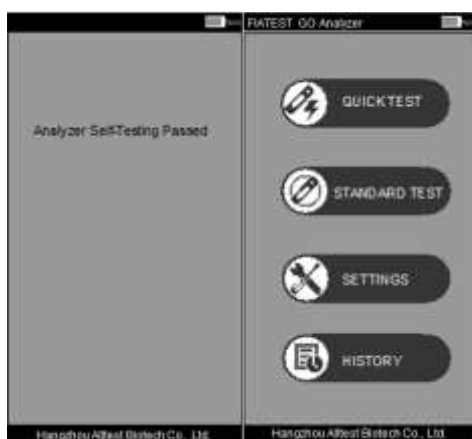 Analyzer Self-Testing Passed
Hangzhou Alltest Biotech Co., Ltd.
FIATEST GO Analyzer
QUICK TEST
STANDARD TEST
SETTINGS
HISTORY
Hangzhou Alltest Biotech Co., Ltd.